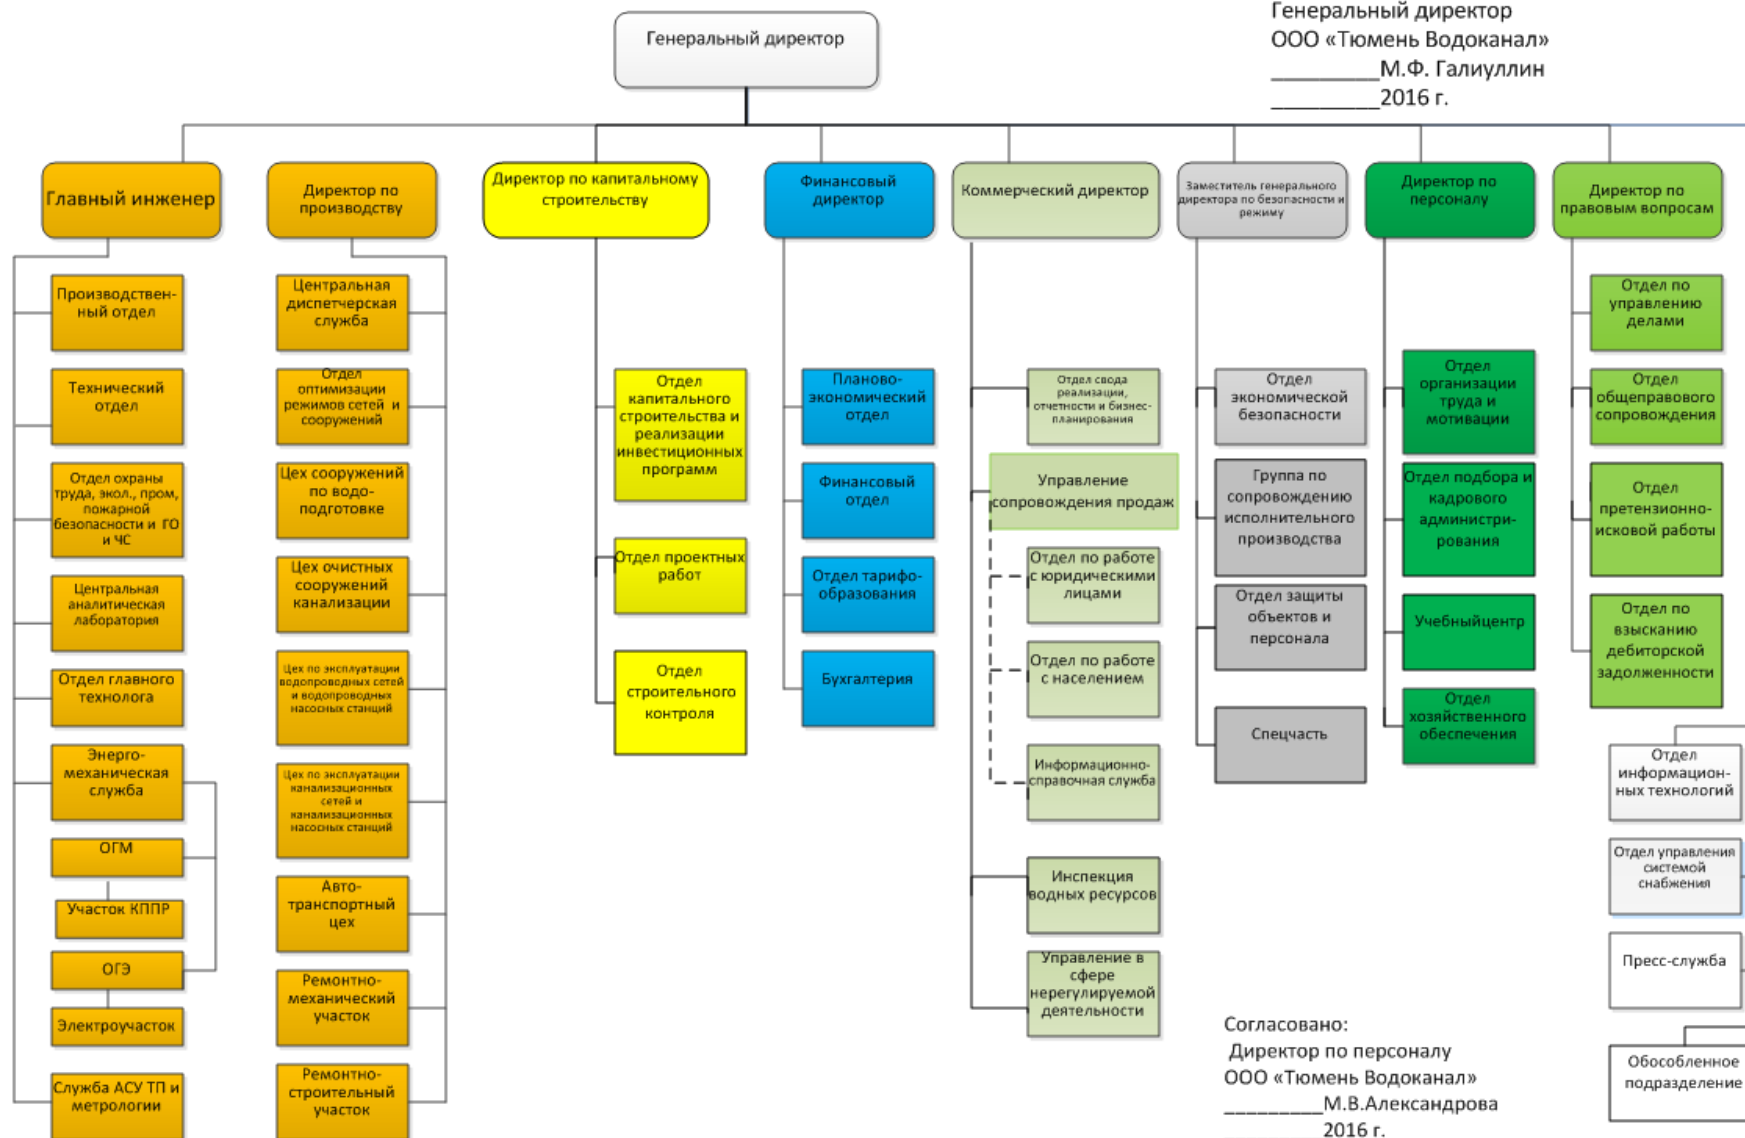 Генеральный директор
Генеральный директор
ООО «Тюмень Водоканал»
_________М.Ф. Галиуллин
_________2016 г.
Главный инженер
Директор по
производству
Директор по капитальному
строительству
Финансовый
директор
Коммерческий директор
Заместитель генерального
директора по безопасности и
режиму
Директор по
персоналу
Директор по
правовым вопросам
Производствен-
ный отдел
Технический
отдел
Отдел охраны
труда, экол., пром,
пожарной
безопасности и ГО
и ЧС
Центральная
аналитическая
лаборатория
Отдел главного
технолога
Энерго-
механическая
служба
ОГМ
Участок КППР
ОГЭ
Электроучасток
Служба АСУ ТП и
метрологии
Центральная
диспетчерская
служба
Отдел
оптимизации
режимов сетей и
сооружений
Цех сооружений
по водо-
подготовке
Цех очистных
сооружений
канализации
Цех по эксплуатации
водопроводных сетей
и водопроводных
насосных станций
Цех по эксплуатации
канализационных
сетей и
канализационных
насосных станций
Авто-
транспортный
цех
Ремонтно-
механический
участок
Ремонтно-
строительный
участок
Отдел
капитального
строительства и
реализации
инвестиционных
программ
Отдел проектных
работ
Отдел
строительного
контроля
Планово-
экономический
отдел
Финансовый
отдел
Отдел тарифо-
образования
Бухгалтерия
Отдел свода
реализации,
отчетности и бизнес-
планирования
Управление
сопровождения продаж
Отдел по работе
с юридическими
лицами
Отдел по работе
с населением
Информационно-
справочная служба
Инспекция
водных ресурсов
Управление в
сфере
нерегулируемой
деятельности
Отдел
экономической
безопасности
Группа по
сопровождению
исполнительного
производства
Отдел защиты
объектов и
персонала
Спецчасть
Отдел
организации
труда и
мотивации
Отдел подбора и
кадрового
администри-
рования
Учебныйцентр
Отдел
хозяйственного
обеспечения
Отдел по
управлению
делами
Отдел
общеправового
сопровождения
Отдел
претензионно-
исковой работы
Отдел по
взысканию
дебиторской
задолженности
Отдел
информацион-
ных технологий
Отдел управления
системой
снабжения
Пресс-служба
Обособленное
подразделение
Согласовано:
Директор по персоналу
ООО «Тюмень Водоканал»
_________М.В.Александрова
_________2016 г.